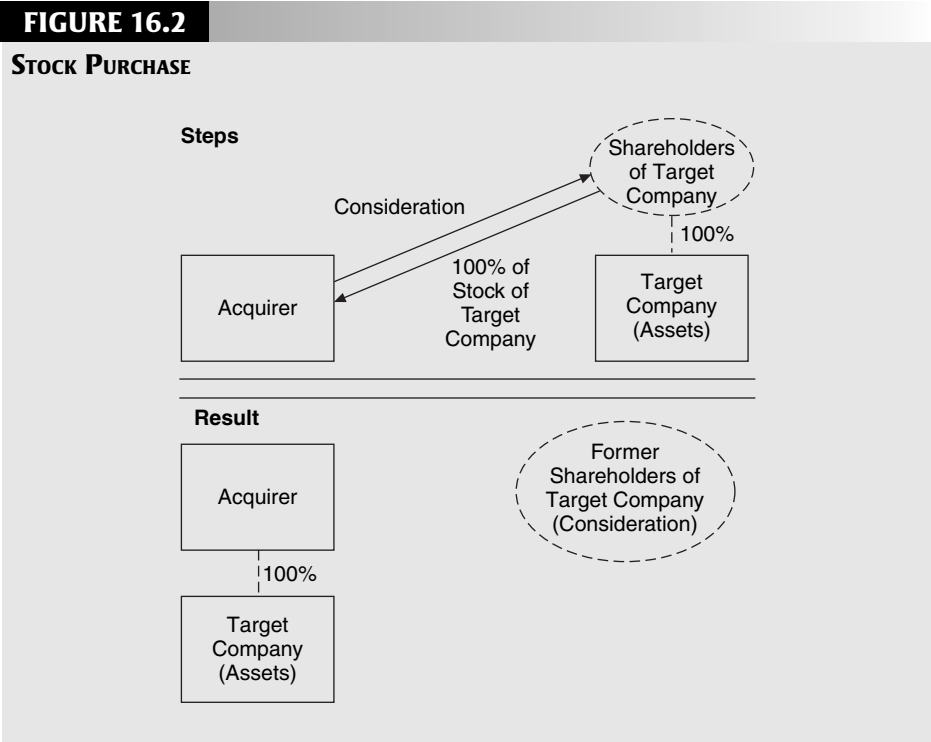 FIGURE 16.2
STOCK PURCHASE
Steps
Shareholders
of Target
Company
Consideration
100%
Acquirer
100% of
Stock of
Target
Company
Target
Company
(Assets)
Result
Acquirer
Former
Shareholders of
Target Company
(Consideration)
100%
Target
Company
(Assets)